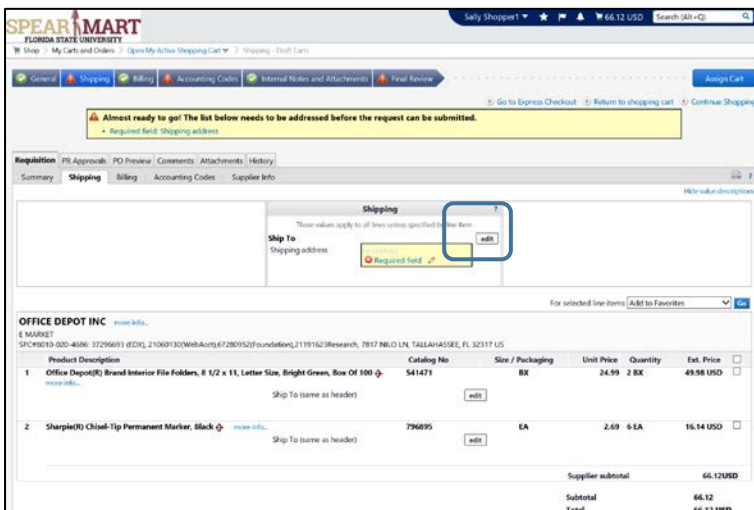 SPEAR MART
FLORIDA STATE UNIVERSITY
Sally Shopper1 66.12 USD Search (Alt+Q)
Shop My Carts and Orders Open My Active Shopping Cart Shipping - Draft Carts
General Shipping Billing Accounting Codes Internal Notes and Attachments Final Review Assign Cart
Go to Express Checkout Return to shopping cart Continue Shopping
Almost ready to go! The list below needs to be addressed before the request can be submitted.
• Required field: Shipping address
Requisition PR Approvals PO Preview Comments Attachments History
Summary Shipping Billing Accounting Codes Supplier Info ?
Hide value descriptions
Shipping ?
These values apply to all lines unless specified by line item
Ship To edit
Shipping address
Required field
For selected line items Add to Favorites Go
OFFICE DEPOT INC more info...
E MARKET
Product Description Catalog No Size / Packaging Unit Price Quantity Ext. Price
1 Office Depot(R) Brand Interior File Folders, 8 1/2 x 11, Letter Size, Bright Green, Box Of 100 541471 BX 24.99 2 BX 49.98 USD
more info...
Ship To (same as header) edit
2 Sharpie(R) Chisel-Tip Permanent Marker, Black more info... 796895 EA 2.69 6 EA 16.14 USD
Ship To (same as header) edit
Supplier subtotal 66.12USD
Subtotal 66.12
Total 66.12 USD